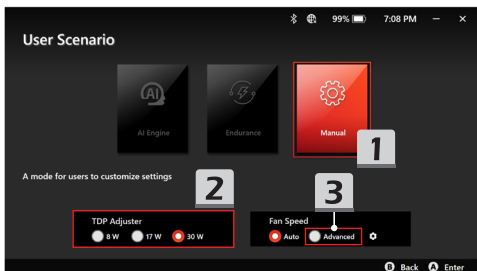 99% 7:08 PM
User Scenario
AI
AI Engine
Endurance
Manual
1
A mode for users to customize settings
2
3
TDP Adjuster
8 W 17 W 30 W
Fan Speed
Auto Advanced
B Back A Enter